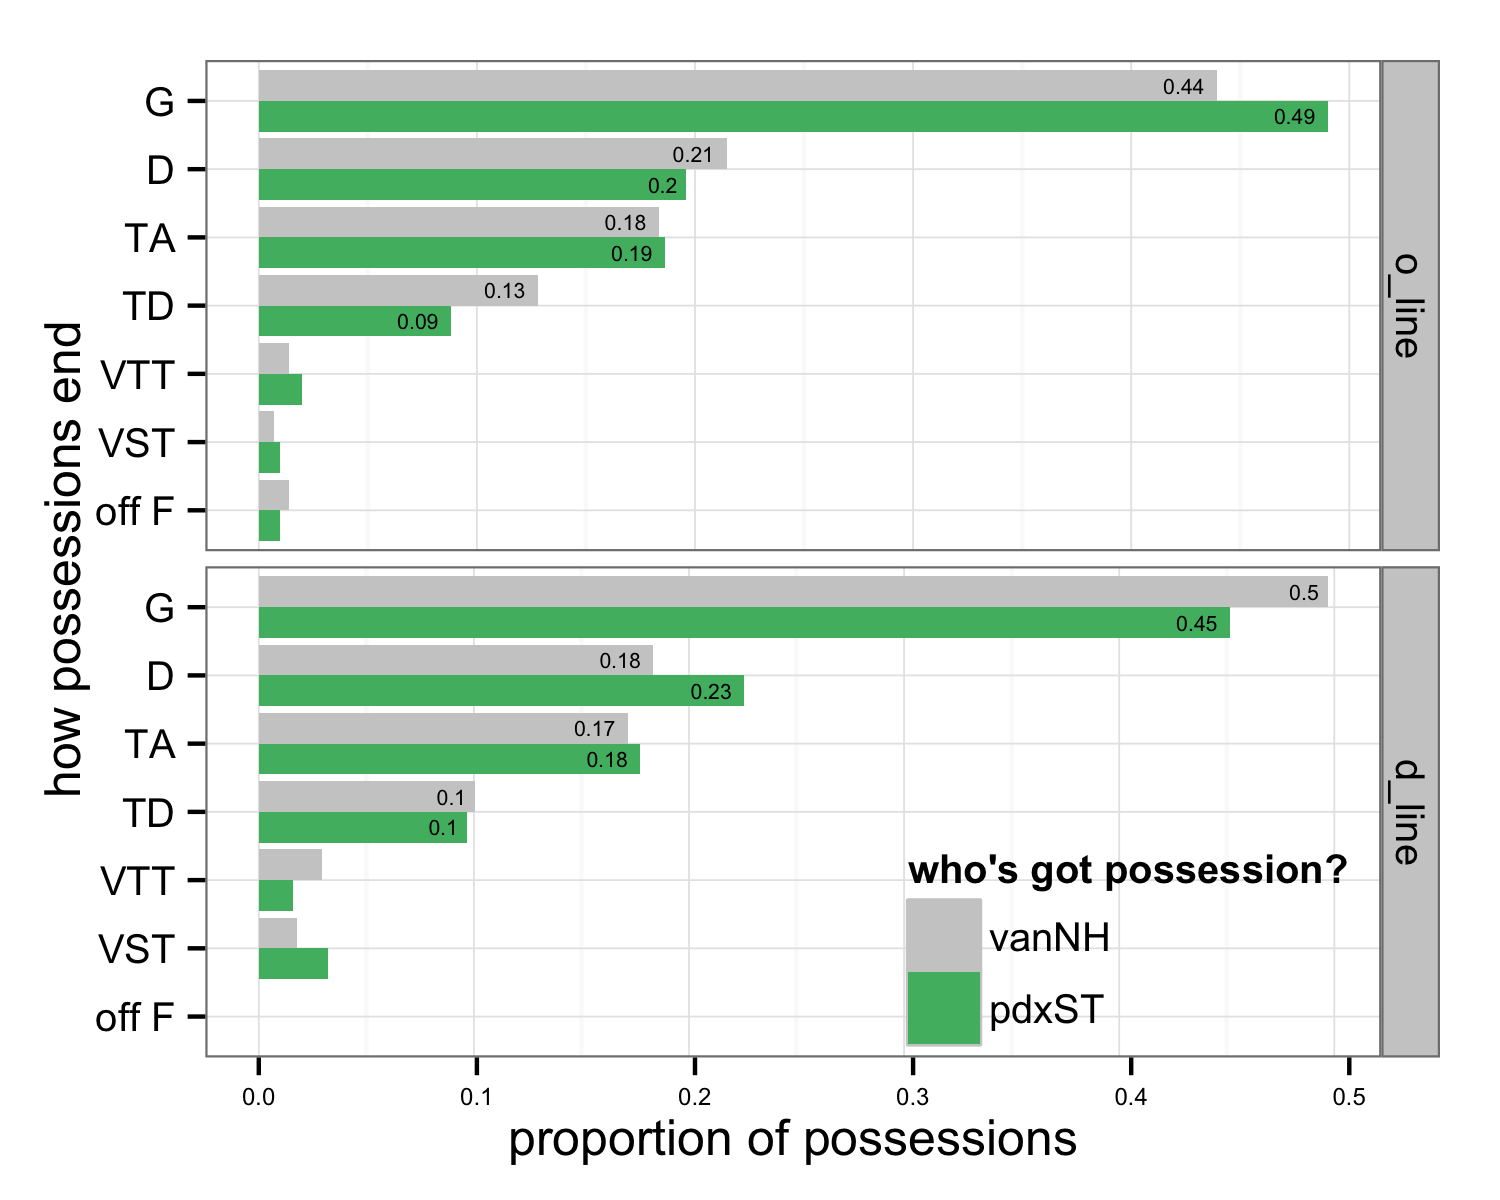 how possessions end
o_line
G
0.44
0.49
D
0.21
0.2
TA
0.18
0.19
TD
0.13
0.09
VTT
VST
off F
d_line
G
0.5
0.45
D
0.18
0.23
TA
0.17
0.18
TD
0.1
0.1
VTT
VST
off F
who's got possession?
vanNH
pdxST
0.0 0.1 0.2 0.3 0.4 0.5
proportion of possessions